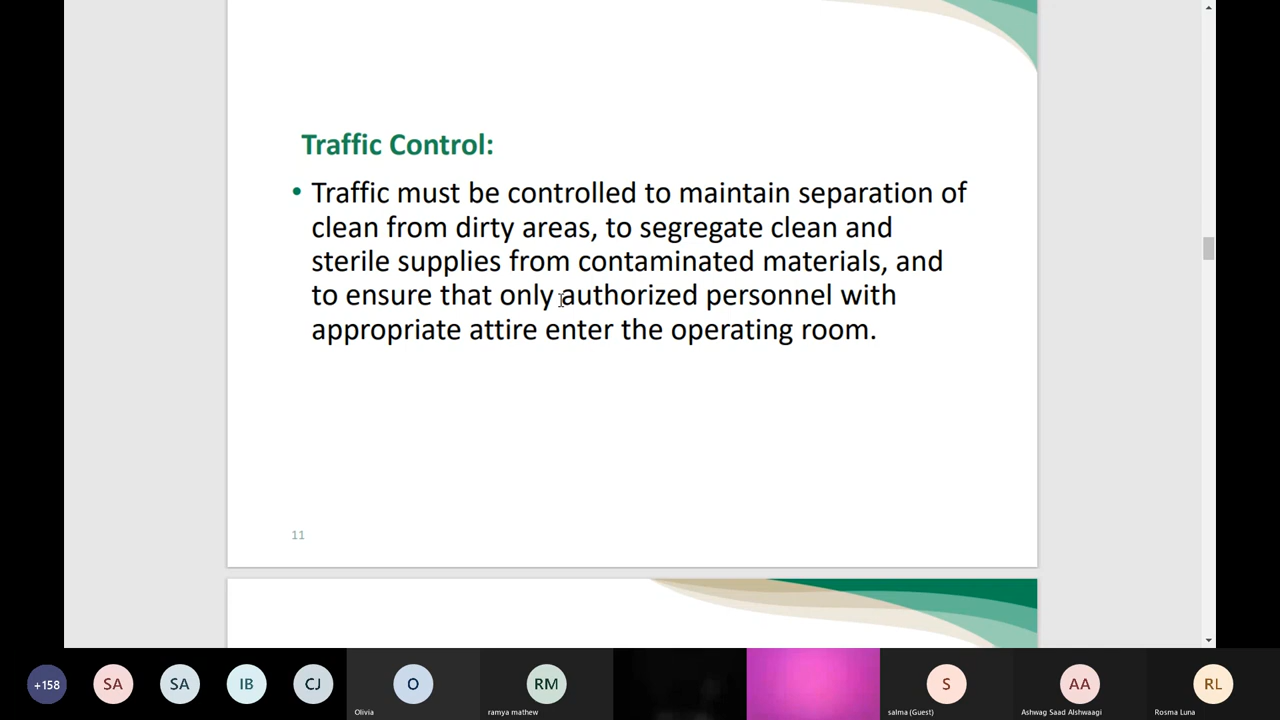 Traffic Control:
• Traffic must be controlled to maintain separation of
clean from dirty areas, to segregate clean and
sterile supplies from contaminated materials, and
to ensure that only authorized personnel with
appropriate attire enter the operating room.
11
+158
SA
SA
IB
CJ
O
RM
S
AA
RL
Olivia
ramya mathew
salma (Guest)
Ashwag Saad Alshwaagi
Rosma Luna